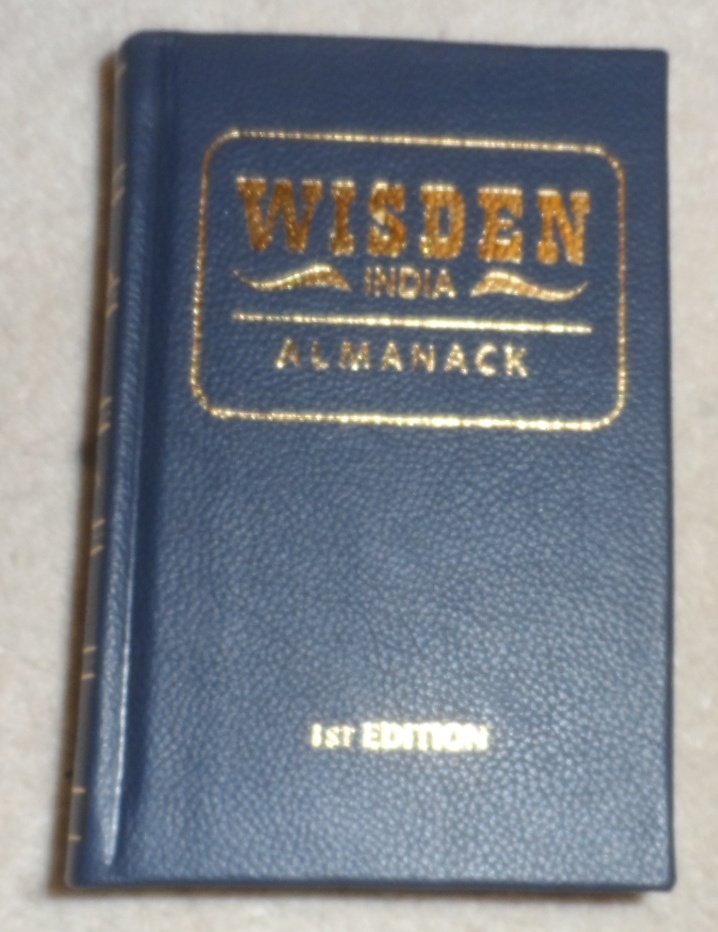 WISDEN
INDIA
ALMANACK
1ST EDITION